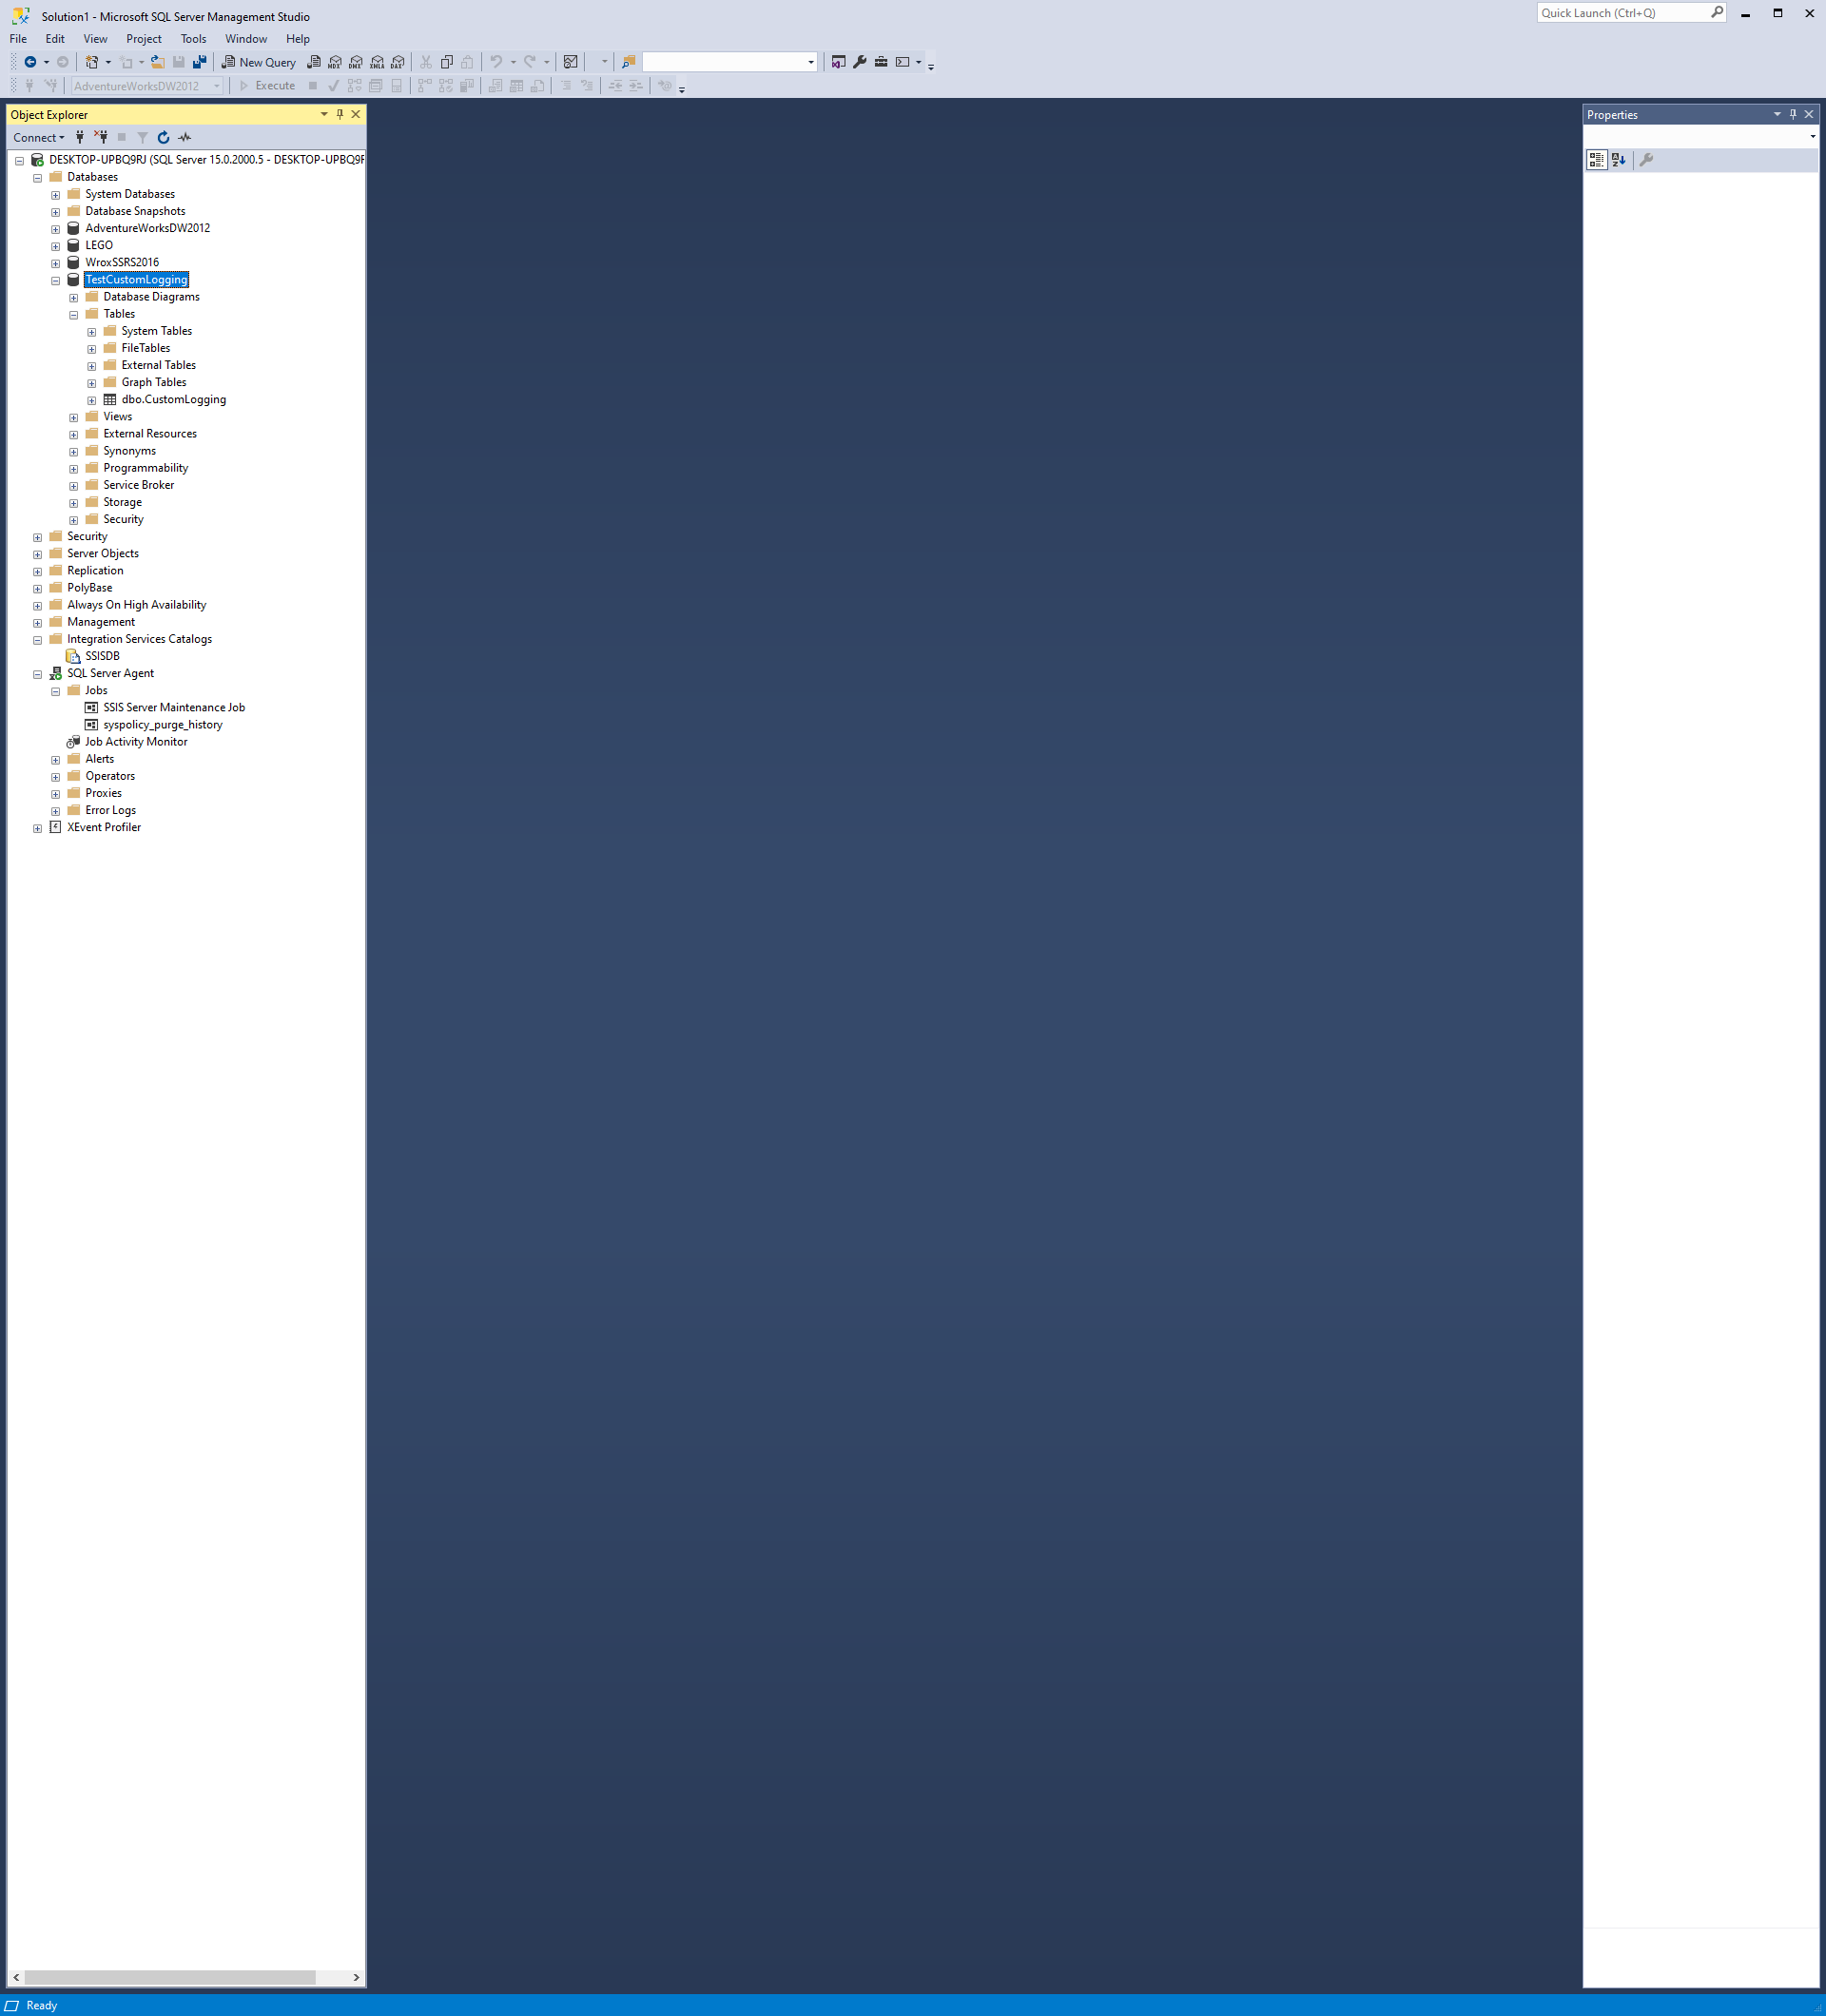 Solution1 - Microsoft SQL Server Management Studio
Quick Launch (Ctrl+Q)
File Edit View Project Tools Window Help
New Query MDX DMX XMLA DAX
AdventureWorksDW2012 Execute
Object Explorer
Connect
DESKTOP-UPBQ9RJ (SQL Server 15.0.2000.5 - DESKTOP-UPBQ9R
Databases
System Databases
Database Snapshots
AdventureWorksDW2012
LEGO
WroxSSRS2016
TestCustomLogging
Database Diagrams
Tables
System Tables
FileTables
External Tables
Graph Tables
dbo.CustomLogging
Views
External Resources
Synonyms
Programmability
Service Broker
Storage
Security
Security
Server Objects
Replication
PolyBase
Always On High Availability
Management
Integration Services Catalogs
SSISDB
SQL Server Agent
Jobs
SSIS Server Maintenance Job
syspolicy_purge_history
Job Activity Monitor
Alerts
Operators
Proxies
Error Logs
XEvent Profiler
Properties
Ready